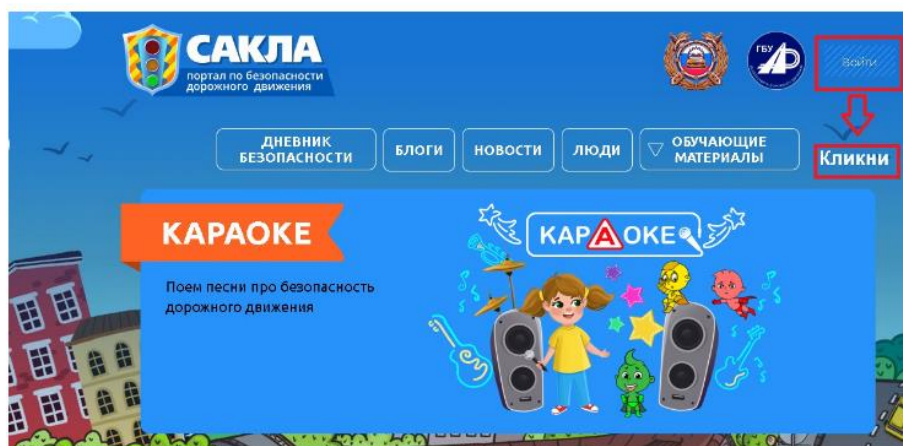 САКЛА
портал по безопасности
дорожного движения
ГБУ
Войти
Кликни
ДНЕВНИК
БЕЗОПАСНОСТИ
БЛОГИ
НОВОСТИ
ЛЮДИ
ОБУЧАЮЩИЕ
МАТЕРИАЛЫ
КАРАОКЕ
Поем песни про безопасность
дорожного движения
КАРАОКЕ